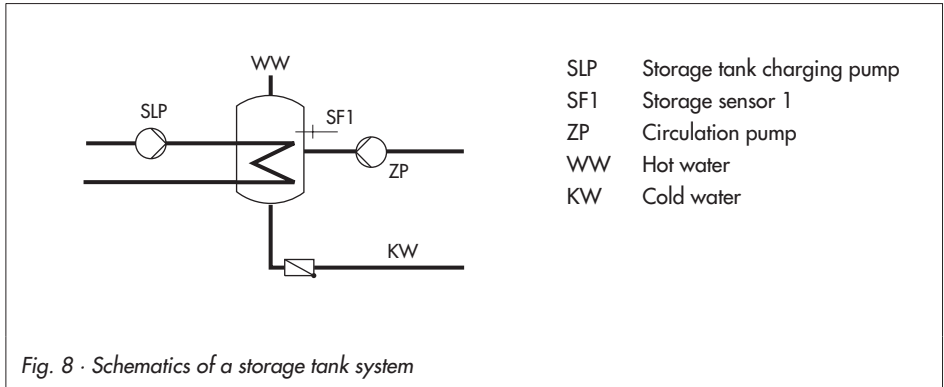 WW
SLP
SF1
ZP
KW
SLP Storage tank charging pump
SF1 Storage sensor 1
ZP Circulation pump
WW Hot water
KW Cold water
Fig. 8 · Schematics of a storage tank system